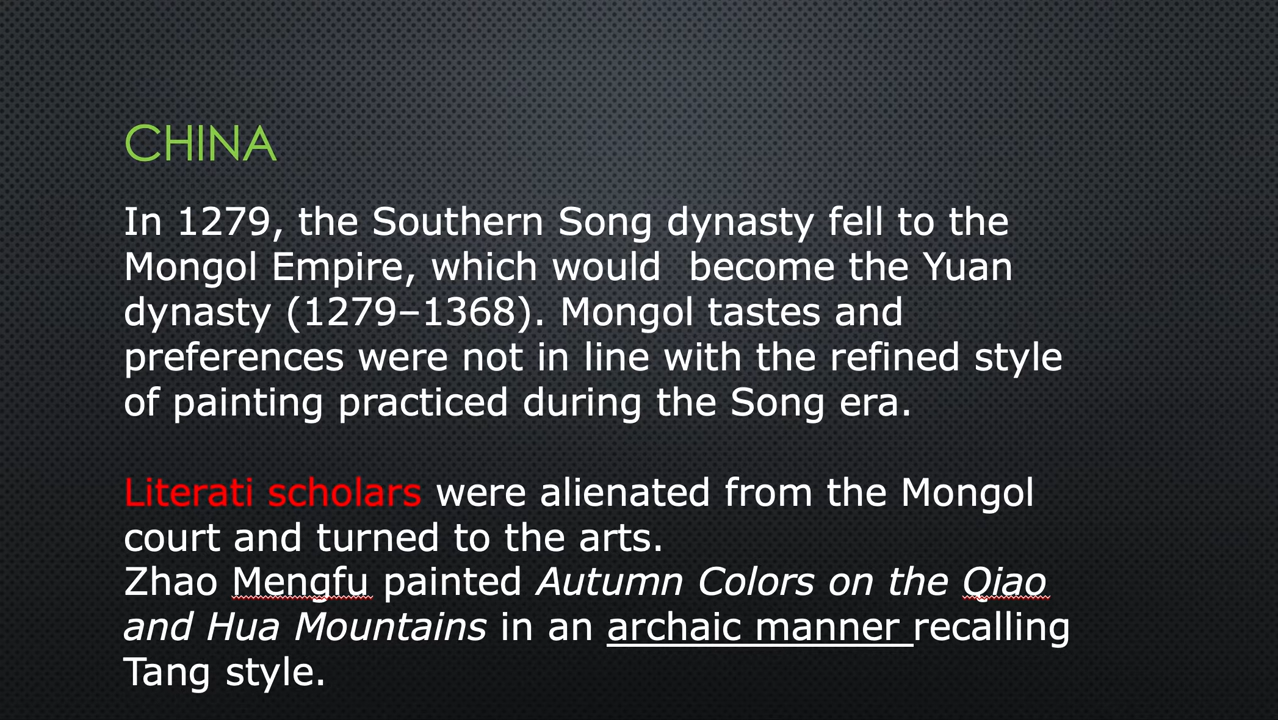 CHINA
In 1279, the Southern Song dynasty fell to the
Mongol Empire, which would  become the Yuan
dynasty (1279–1368). Mongol tastes and
preferences were not in line with the refined style
of painting practiced during the Song era.
Literati scholars were alienated from the Mongol
court and turned to the arts.
Zhao Mengfu painted Autumn Colors on the Qiao
and Hua Mountains in an archaic manner recalling
Tang style.